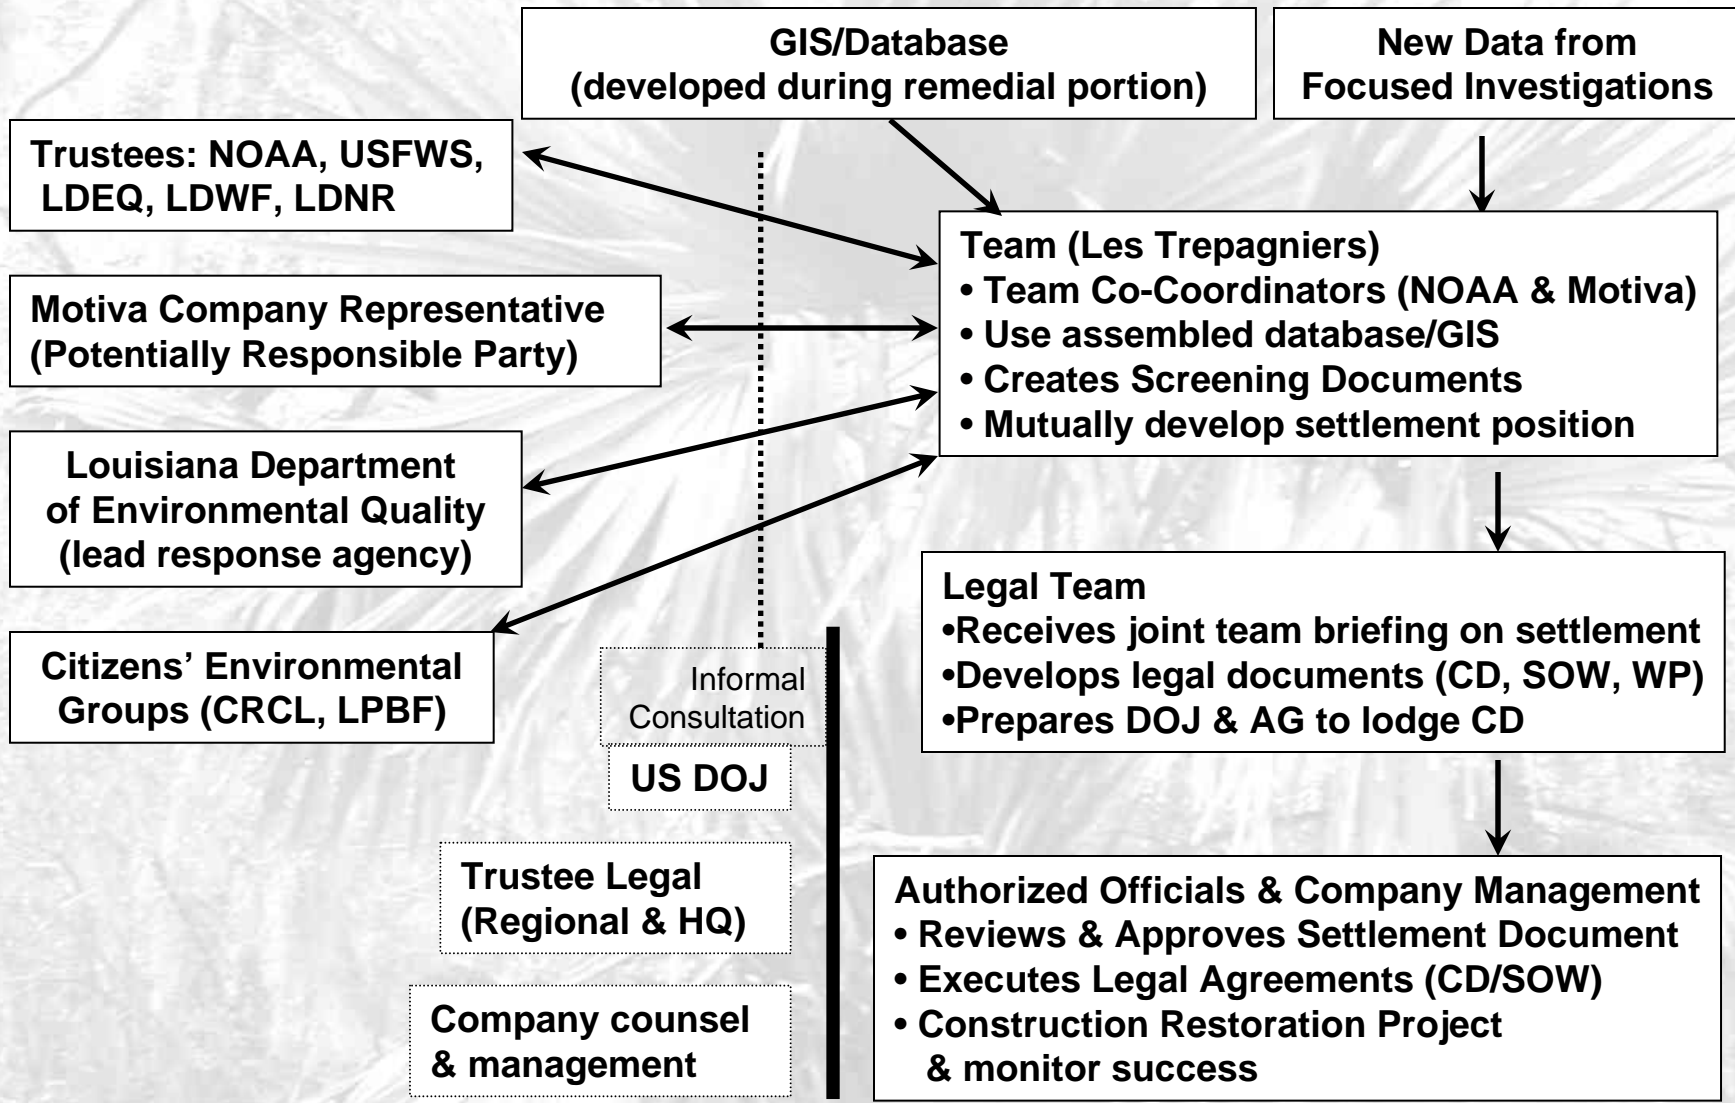 GIS/Database
(developed during remedial portion)
New Data from
Focused Investigations
Trustees: NOAA, USFWS,
LDEQ, LDWF, LDNR
Team (Les Trepagniers)
• Team Co-Coordinators (NOAA & Motiva)
• Use assembled database/GIS
• Creates Screening Documents
• Mutually develop settlement position
Motiva Company Representative
(Potentially Responsible Party)
Louisiana Department
of Environmental Quality
(lead response agency)
Legal Team
•Receives joint team briefing on settlement
•Develops legal documents (CD, SOW, WP)
•Prepares DOJ & AG to lodge CD
Citizens' Environmental
Groups (CRCL, LPBF)
Informal
Consultation
US DOJ
Trustee Legal
(Regional & HQ)
Company counsel
& management
Authorized Officials & Company Management
• Reviews & Approves Settlement Document
• Executes Legal Agreements (CD/SOW)
• Construction Restoration Project
& monitor success